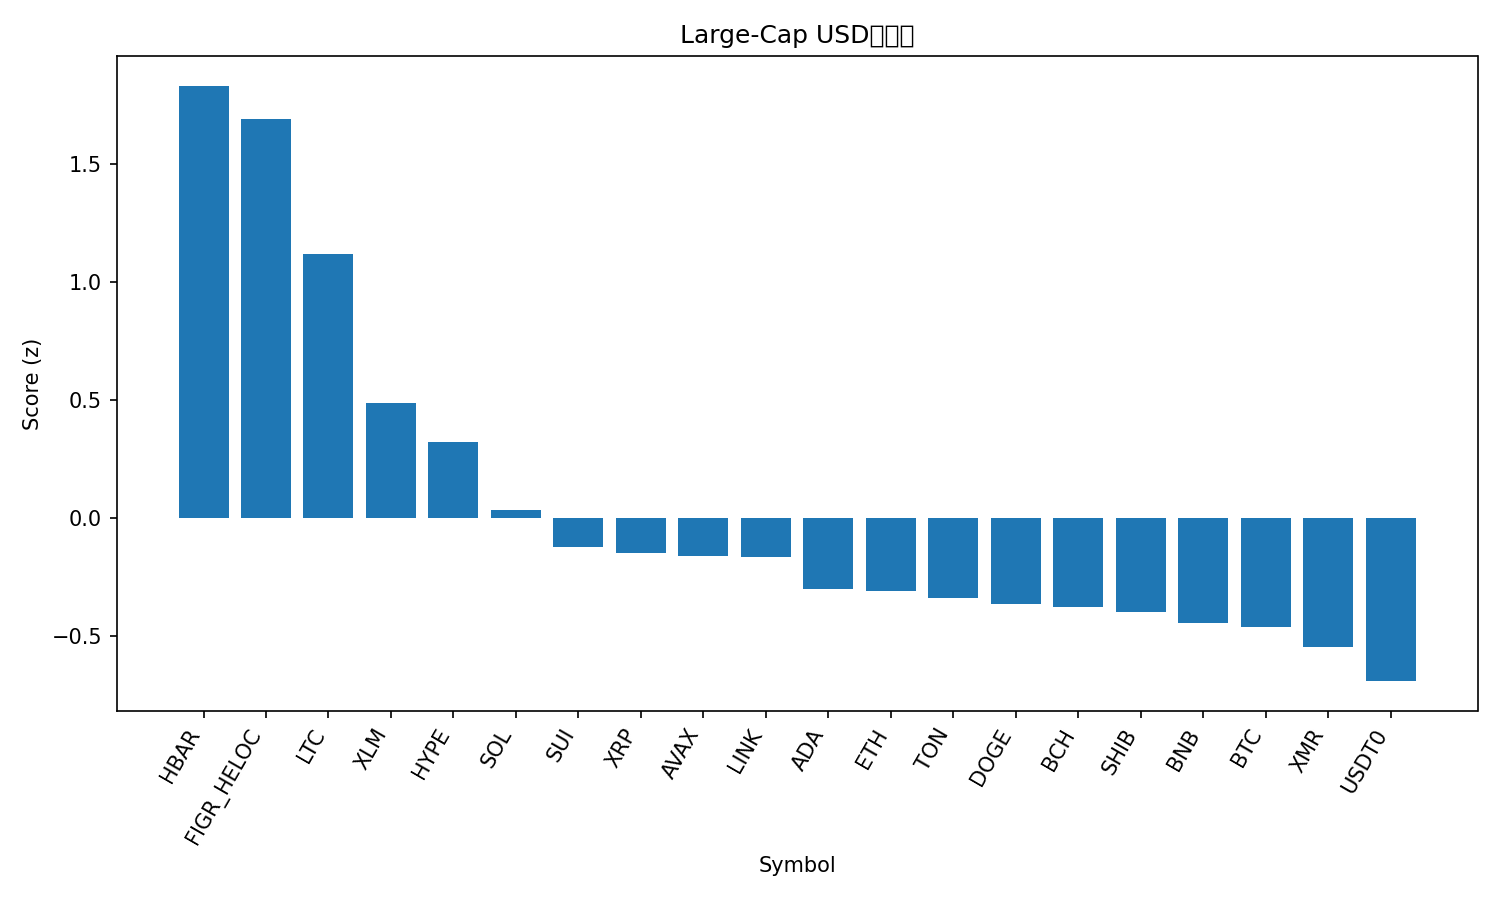 Large-Cap USD
Score (z)
1.5
1.0
0.5
0.0
−0.5
HBAR
FIGR_HELOC
LTC
XLM
HYPE
SOL
SUI
XRP
AVAX
LINK
ADA
ETH
TON
DOGE
BCH
SHIB
BNB
BTC
XMR
USDT0
Symbol